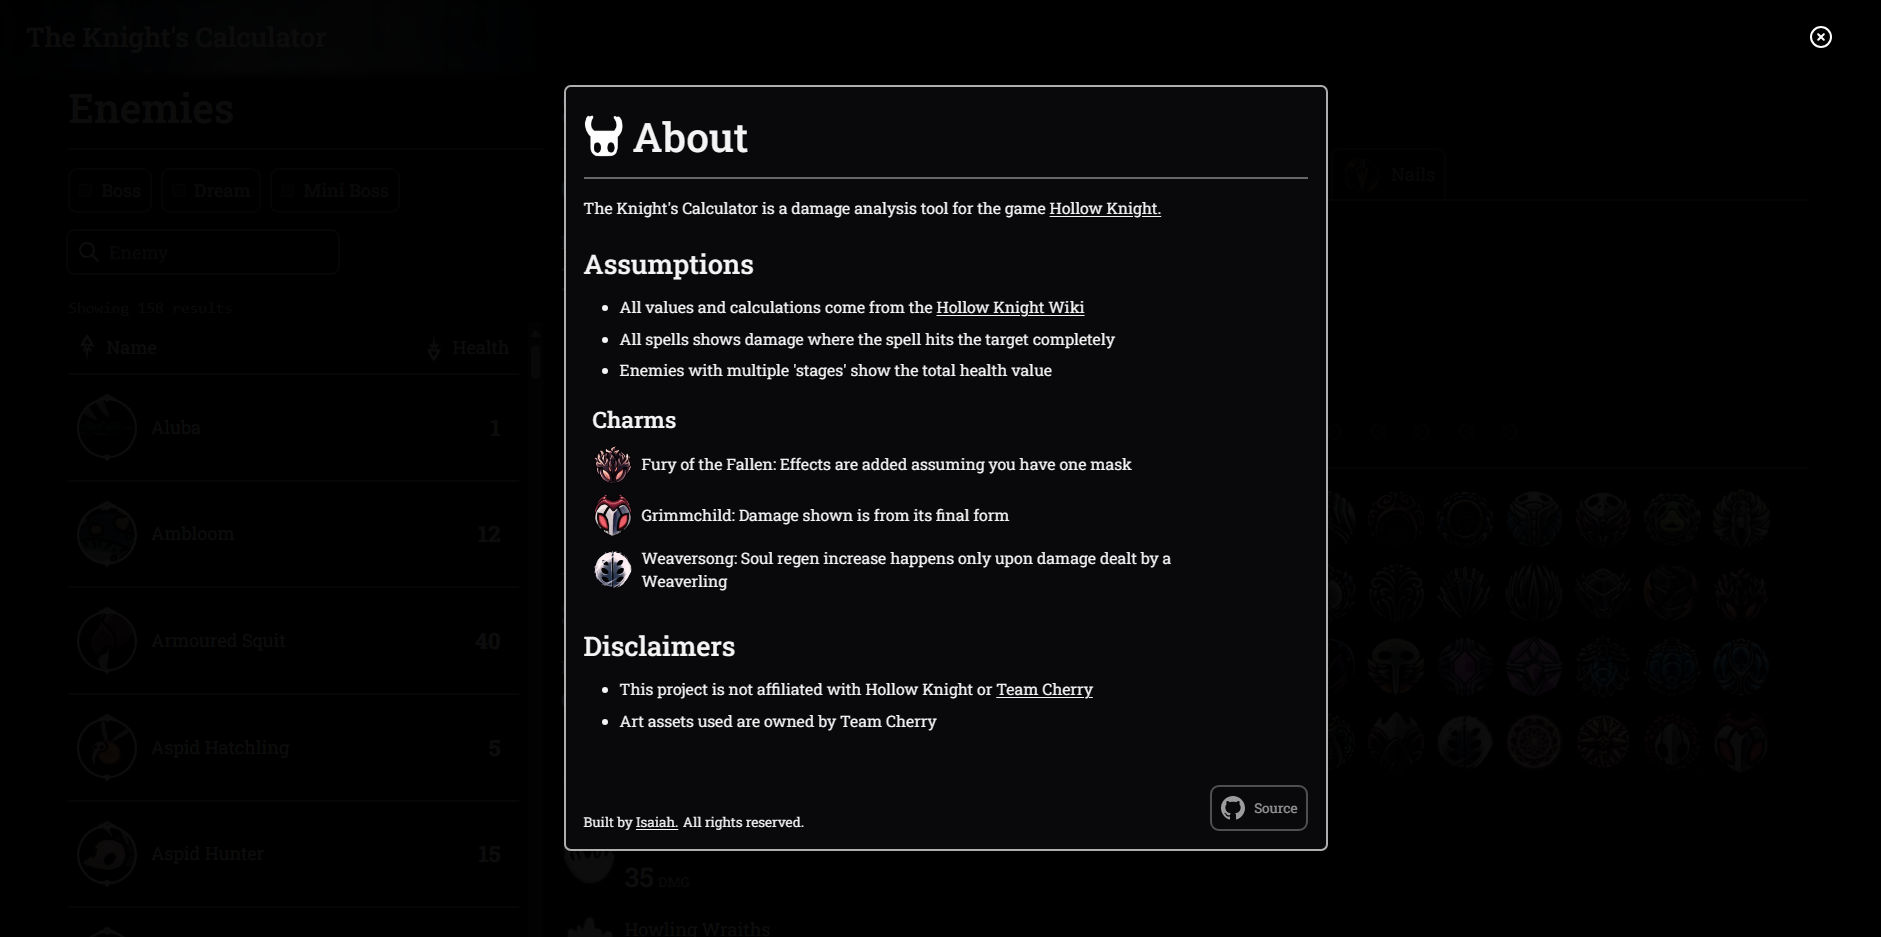 The Knight's Calculator
Enemies
Boss
Dream
Mini Boss
Enemy
Showing 158 results
Name
Health
Aluba
1
Ambloom
12
Armoured Squit
40
Aspid Hatchling
5
Aspid Hunter
15
About
The Knight's Calculator is a damage analysis tool for the game Hollow Knight.
Assumptions
All values and calculations come from the Hollow Knight Wiki
All spells shows damage where the spell hits the target completely
Enemies with multiple 'stages' show the total health value
Charms
Fury of the Fallen: Effects are added assuming you have one mask
Grimmchild: Damage shown is from its final form
Weaversong: Soul regen increase happens only upon damage dealt by a
Weaverling
Disclaimers
This project is not affiliated with Hollow Knight or Team Cherry
Art assets used are owned by Team Cherry
Built by Isaiah. All rights reserved.
Source
Nails
35 DMG
Howling Wraiths